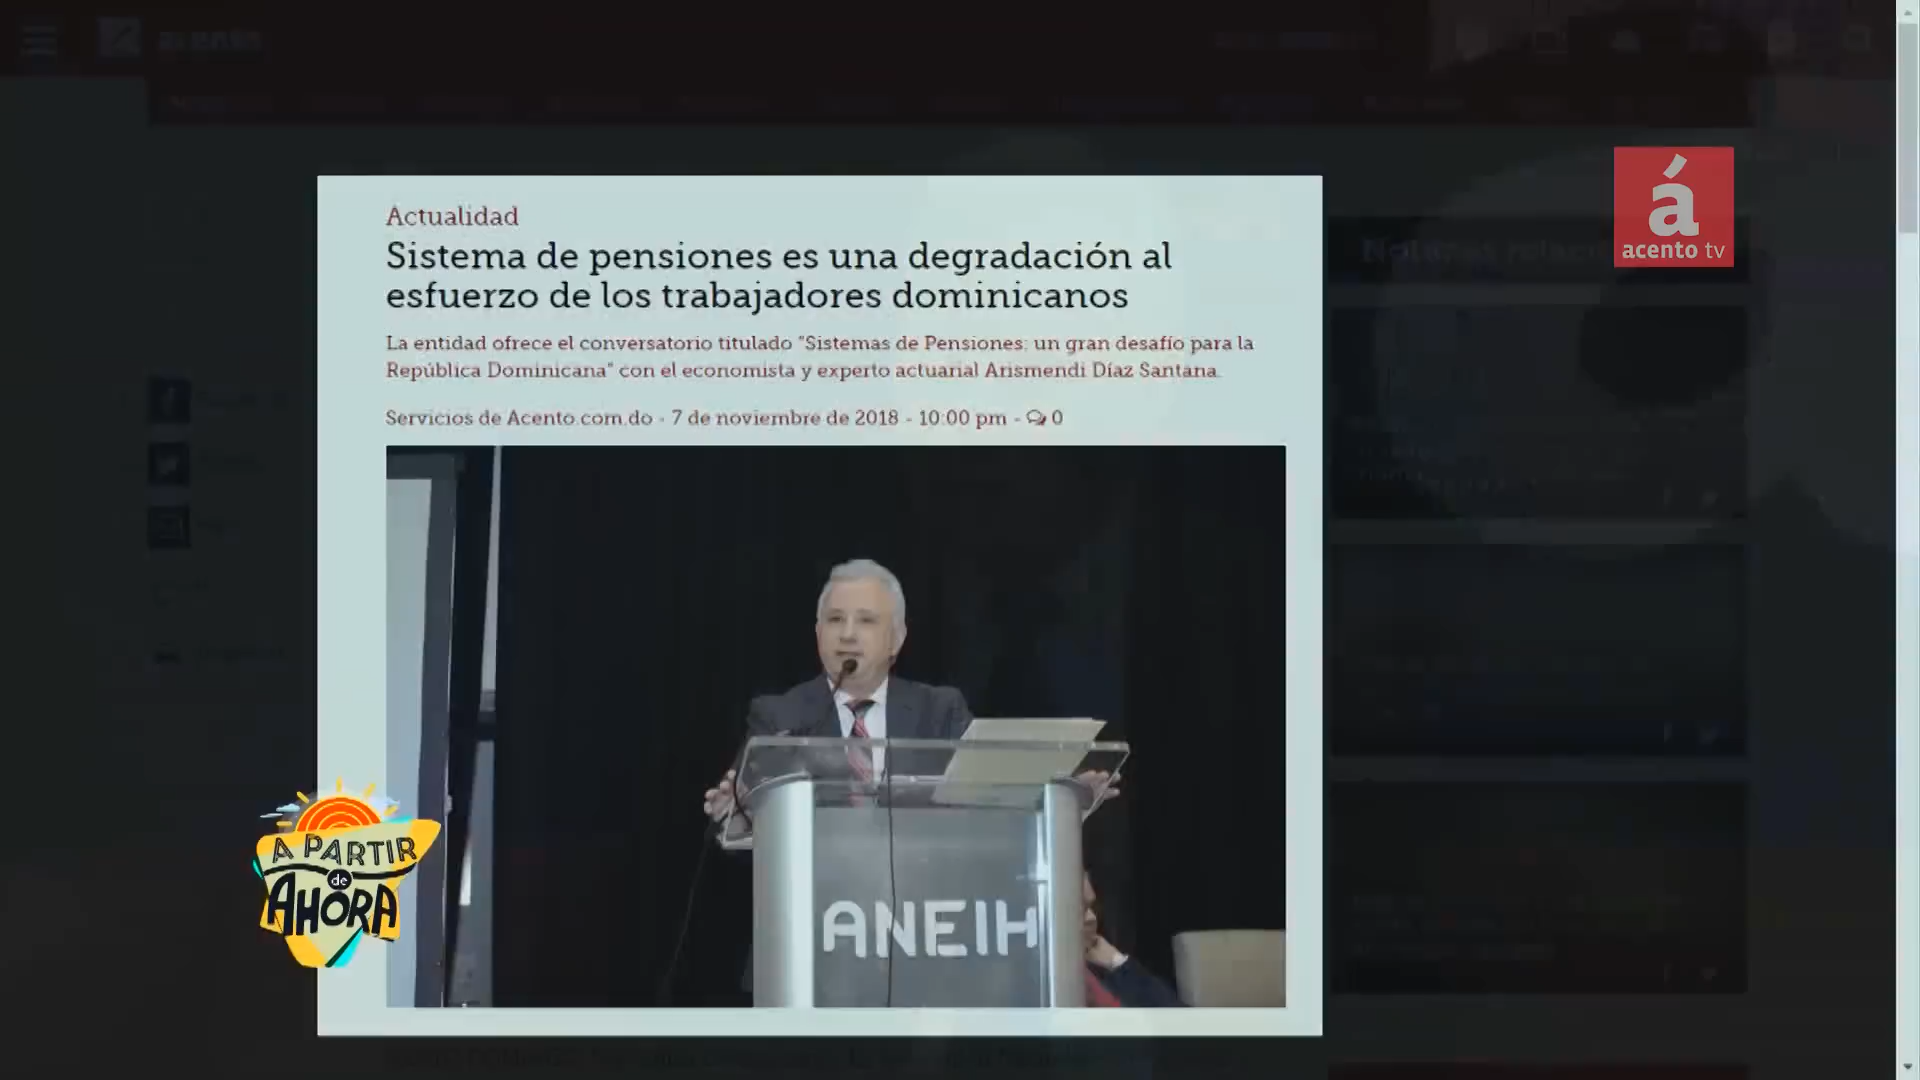 acento
acento tv
Actualidad
Sistema de pensiones es una degradación al
esfuerzo de los trabajadores dominicanos
La entidad ofrece el conversatorio titulado "Sistemas de Pensiones: un gran desafío para la
República Dominicana" con el economista y experto actuarial Arismendi Díaz Santana.
Servicios de Acento.com.do - 7 de noviembre de 2018 - 10:00 pm - 0
A PARTIR
de
AHORA
ANEIH